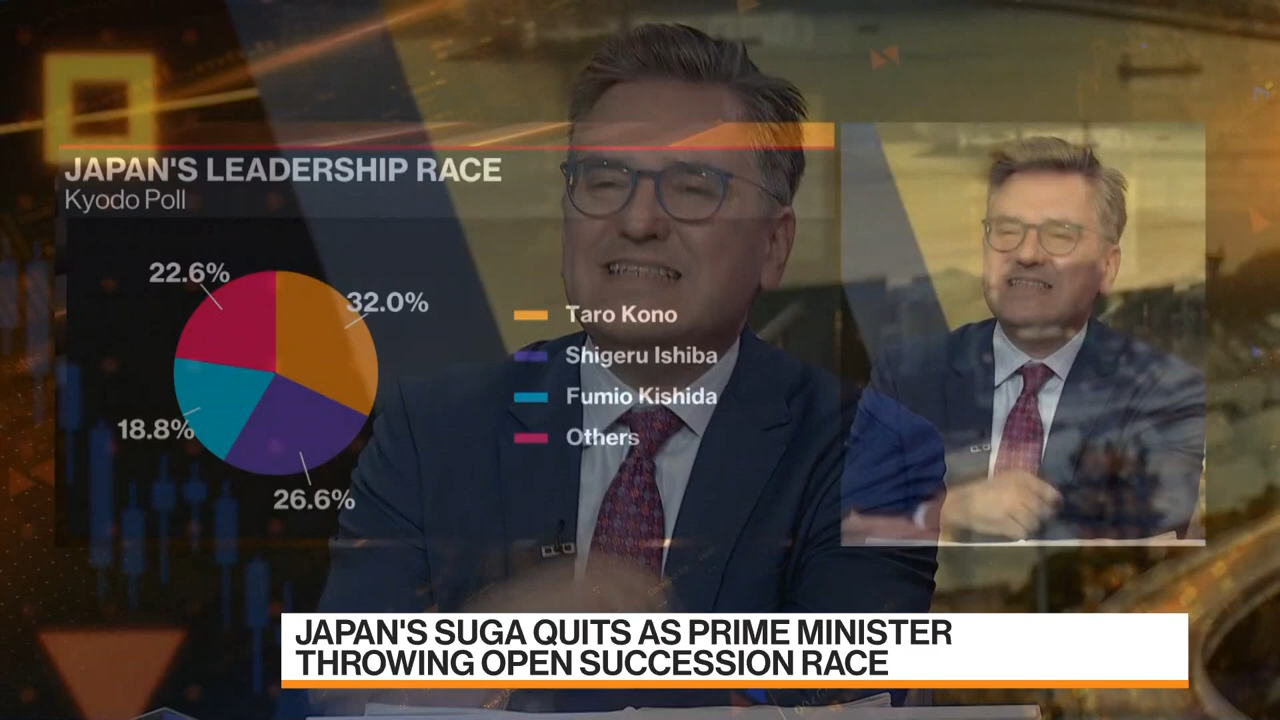 JAPAN'S LEADERSHIP RACE
Kyodo Poll
22.6%
32.0%
18.8%
26.6%
Taro Kono
Shigeru Ishiba
Fumio Kishida
Others
JAPAN'S SUGA QUITS AS PRIME MINISTER
THROWING OPEN SUCCESSION RACE